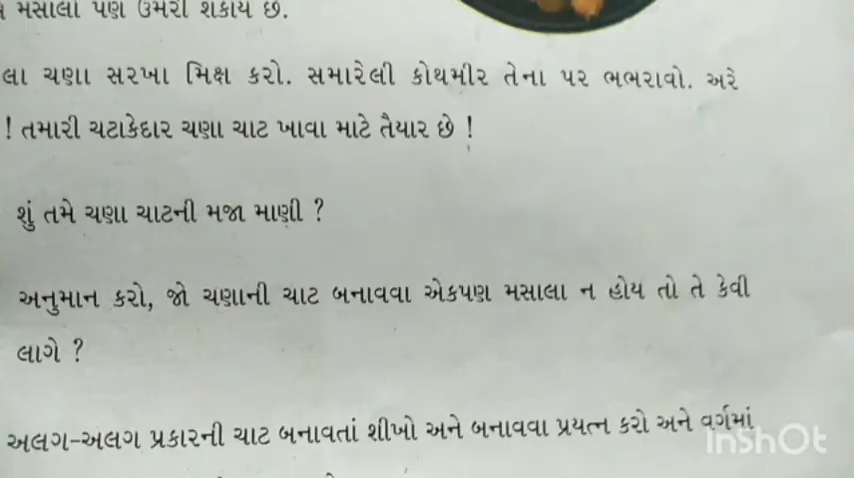 મસાલા પણ ઉમેરી શકાય છે.
લા ચણા સરખા મિક્ષ કરો. સમારેલી કોથમીર તેના પર ભભરાવો. અરે
! તમારી ચટાકેદાર ચણા ચાટ ખાવા માટે તૈયાર છે !
શું તમે ચણા ચાટની મજા માણી ?
અનુમાન કરો, જો ચણાની ચાટ બનાવવા એકપણ મસાલા ન હોય તો તે કેવી
લાગે ?
અલગ-અલગ પ્રકારની ચાટ બનાવતાં શીખો અને બનાવવા પ્રયત્ન કરો અને વર્ગમાં
InShOt